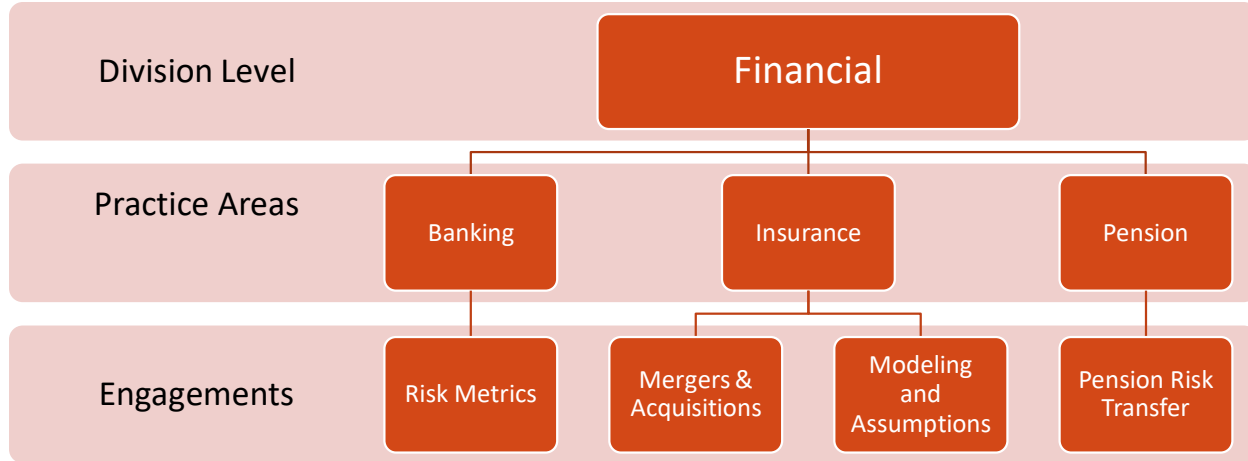 Division Level
Financial
Practice Areas
Banking
Insurance
Pension
Engagements
Risk Metrics
Mergers &
Acquisitions
Modeling
and
Assumptions
Pension Risk
Transfer